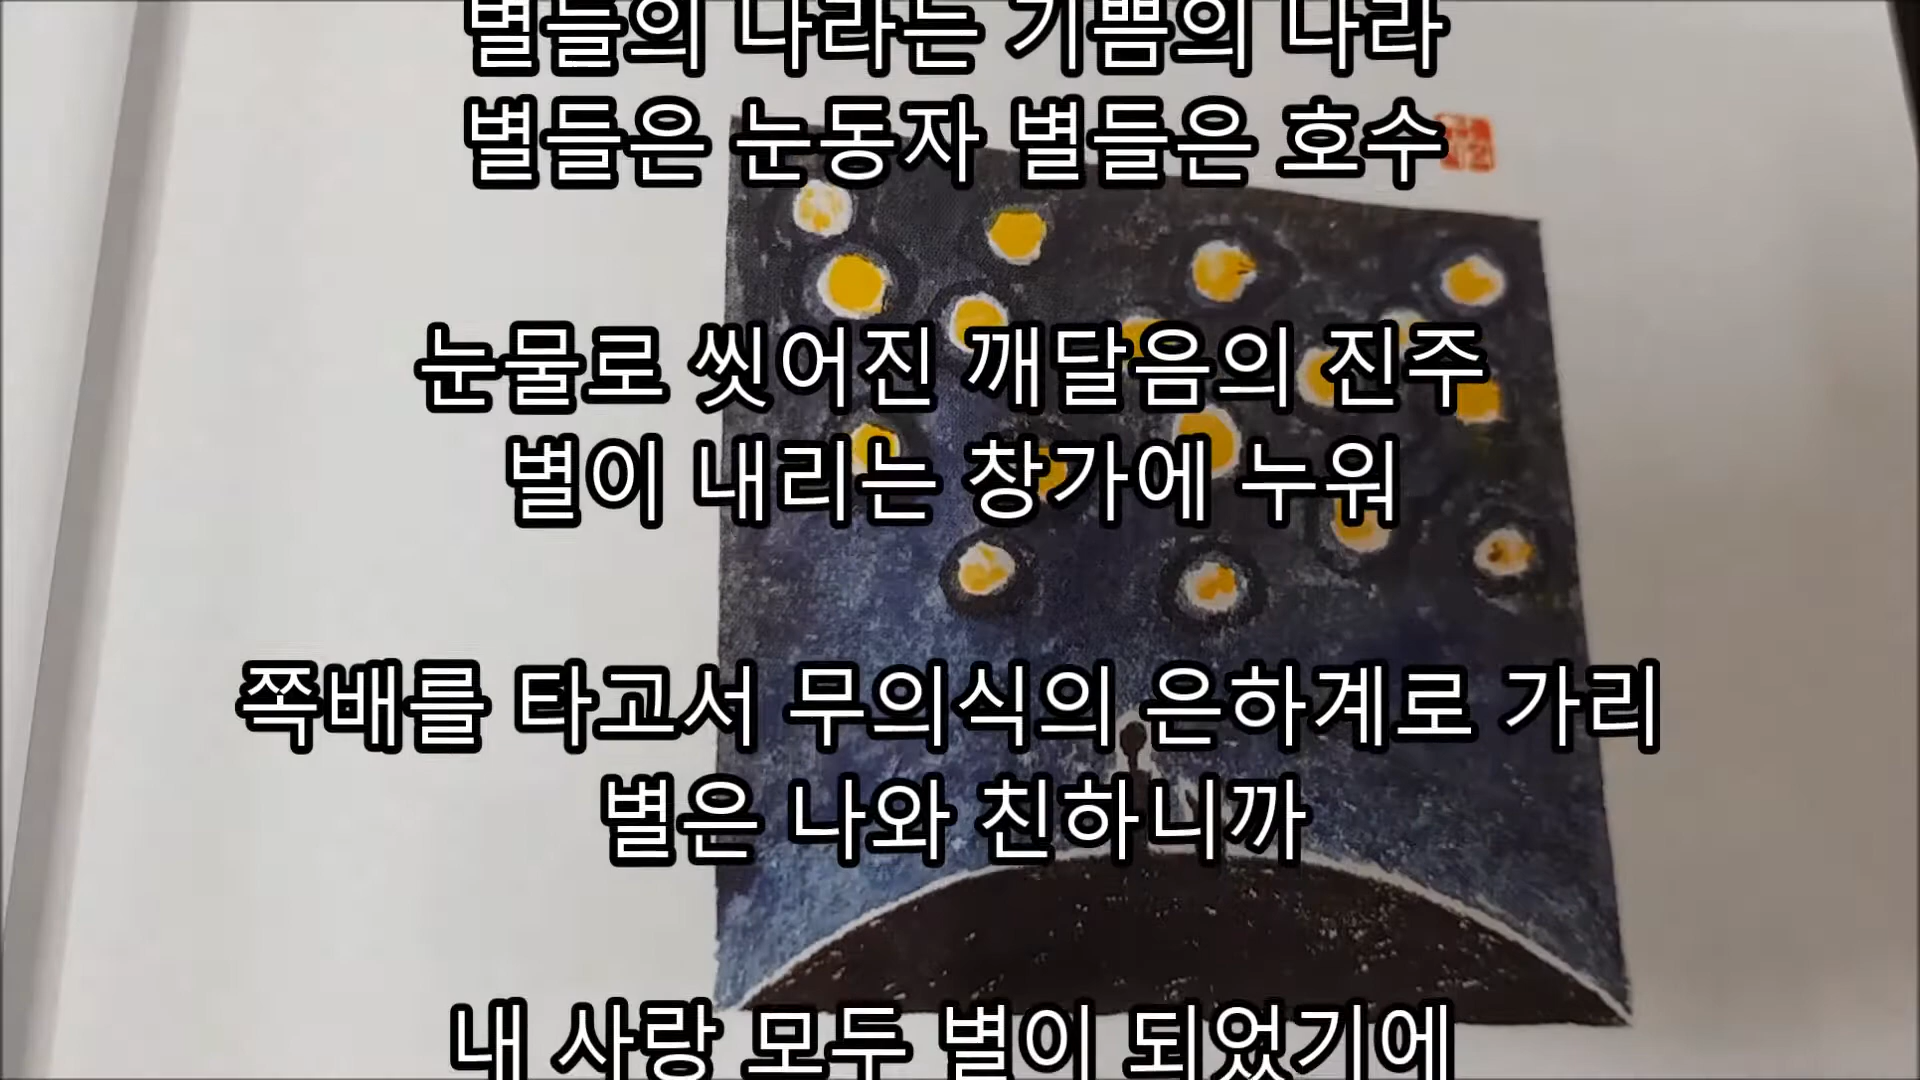 별들의 나라는 기쁨의 나라
별들은 눈동자 별들은 호수
눈물로 씻어진 깨달음의 진주
별이 내리는 창가에 누워
쪽배를 타고서 무의식의 은하계로 가리
별은 나와 친하니까
내 사랑 모두 별이 되었기에